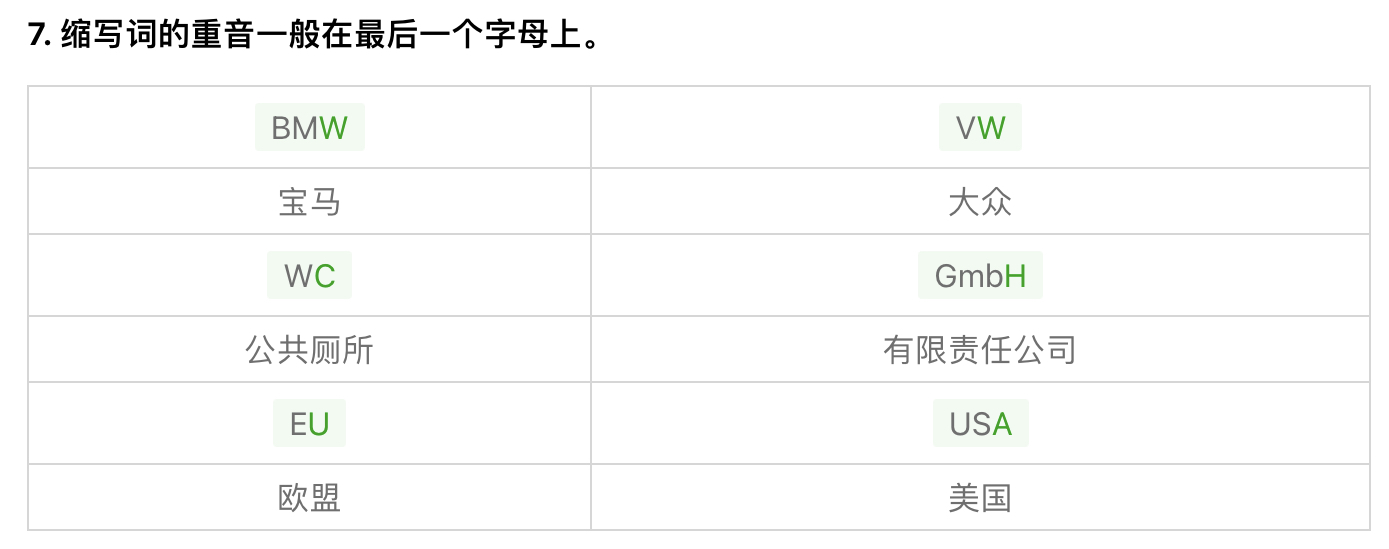 7. 缩写词的重音一般在最后一个字母上。
BMW VW
宝马 大众
WC GmbH
公共厕所 有限责任公司
EU USA
欧盟 美国